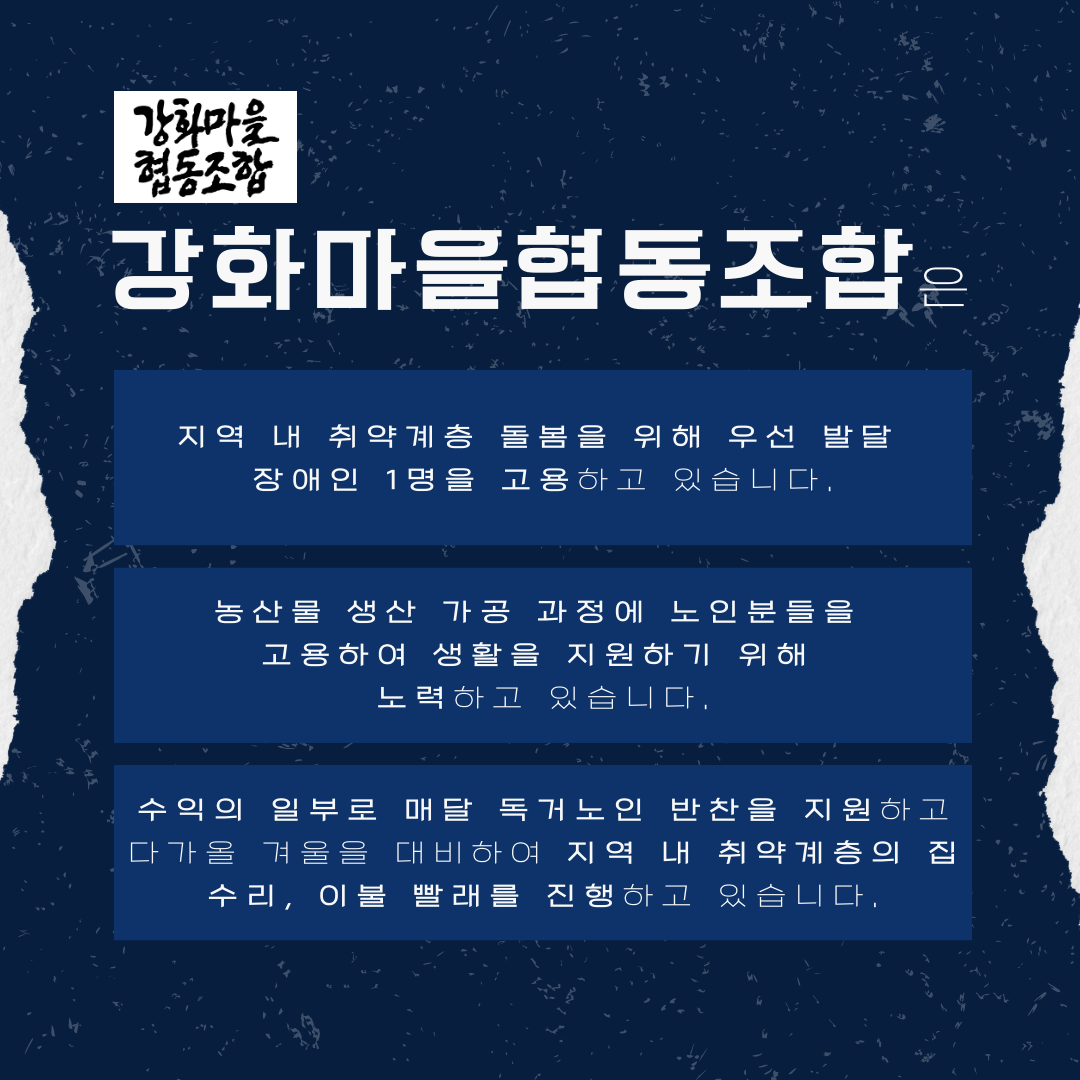 강화마을
협동조합
강화마을협동조합은
지역 내 취약계층 돌봄을 위해 우선 발달
장애인 1명을 고용하고 있습니다.
농산물 생산 가공 과정에 노인분들을
고용하여 생활을 지원하기 위해
노력하고 있습니다.
수익의 일부로 매달 독거노인 반찬을 지원하고
다가올 겨울을 대비하여 지역 내 취약계층의 집
수리, 이불 빨래를 진행하고 있습니다.